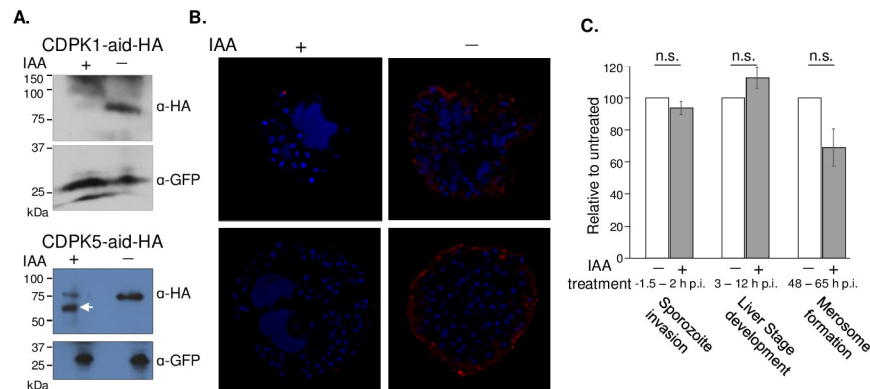 A.
CDPK1-aid-HA
IAA + –
150
100
75
α-HA
37
25
α-GFP
kDa
CDPK5-aid-HA
IAA + –
100
75
50
α-HA
37
25
α-GFP
kDa
B.
IAA + –
C.
n.s. n.s. n.s.
120
100
80
60
40
20
0
Relative to untreated
IAA – + – + – +
treatment -1.5 – 2 h p.i. 3 – 12 h p.i. 48 – 65 h p.i.
Sporozoite
invasion
Liver Stage
development
Merosome
formation